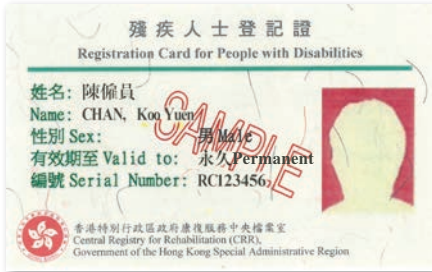 殘疾人士登記證
Registration Card for People with Disabilities
姓名: 陳僱員
Name: CHAN, Koo Yuen
性別 Sex: 男 Male
有效期至 Valid to: 永久 Permanent
編號 Serial Number: RC123456
SAMPLE
香港特別行政區政府康復服務中央檔案室
Central Registry for Rehabilitation (CRR),
Government of the Hong Kong Special Administrative Region